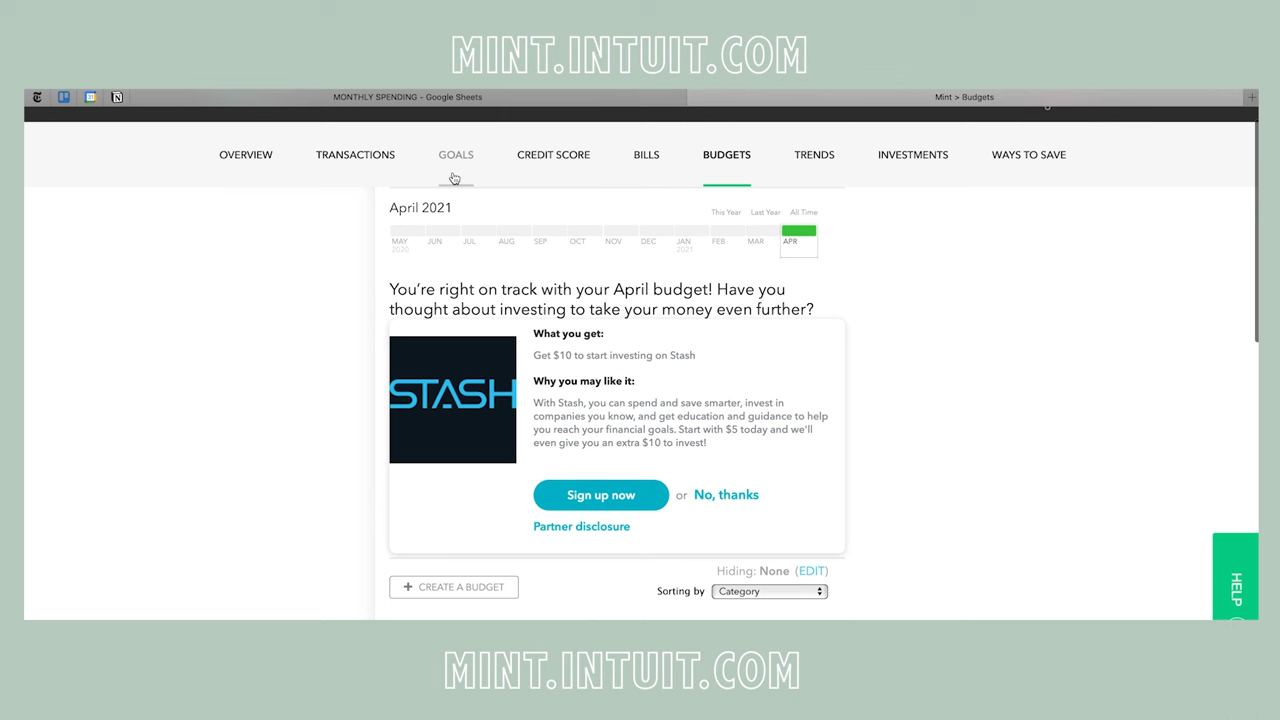 MINT.INTUIT.COM
MONTHLY SPENDING - Google Sheets
Mint > Budgets
OVERVIEW
TRANSACTIONS
GOALS
CREDIT SCORE
BILLS
BUDGETS
TRENDS
INVESTMENTS
WAYS TO SAVE
April 2021
This Year
Last Year
All Time
MAY
2020
JUN
JUL
AUG
SEP
OCT
NOV
DEC
JAN
2021
FEB
MAR
APR
You're right on track with your April budget! Have you
thought about investing to take your money even further?
STASH
What you get:
Get $10 to start investing on Stash
Why you may like it:
With Stash, you can spend and save smarter, invest in
companies you know, and get education and guidance to help
you reach your financial goals. Start with $5 today and we'll
even give you an extra $10 to invest!
Sign up now or No, thanks
Partner disclosure
Hiding: None (EDIT)
+ CREATE A BUDGET
Sorting by Category
HELP
MINT.INTUIT.COM